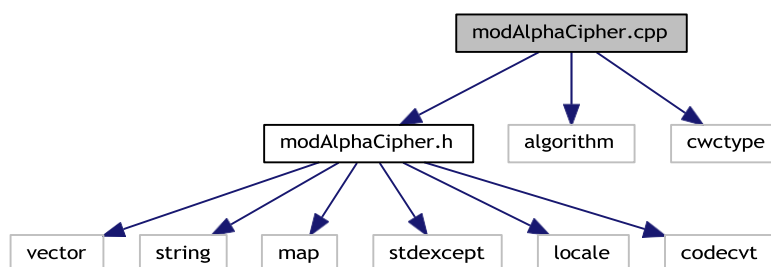 modAlphaCipher.cpp
modAlphaCipher.h
algorithm
cwctype
vector
string
map
stdexcept
locale
codecvt